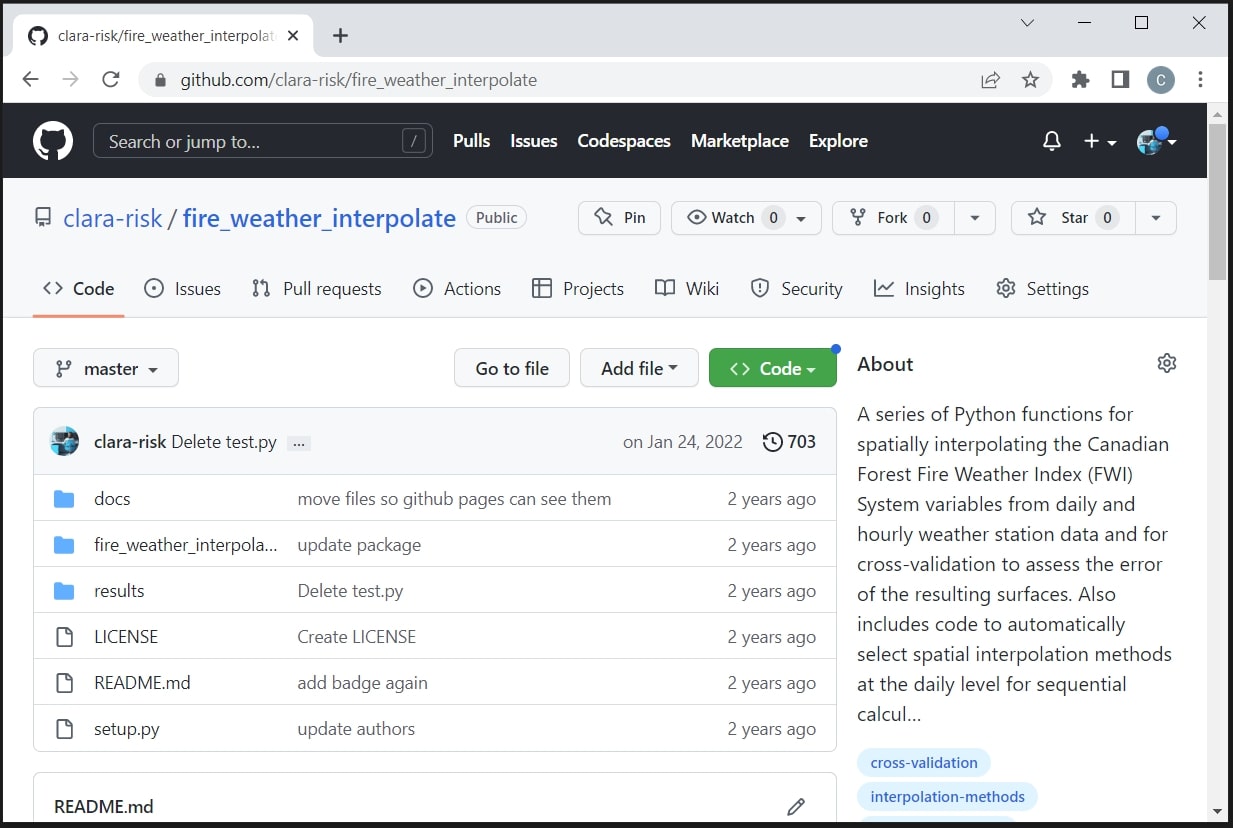 clara-risk/fire_weather_interpolat
github.com/clara-risk/fire_weather_interpolate
C
Search or jump to... /
Pulls Issues Codespaces Marketplace Explore
clara-risk / fire_weather_interpolate Public
Pin Watch 0 Fork 0 Star 0
Code Issues Pull requests Actions Projects Wiki Security Insights Settings
master Go to file Add file Code
clara-risk Delete test.py ... on Jan 24, 2022 703
docs move files so github pages can see them 2 years ago
fire_weather_interpola... update package 2 years ago
results Delete test.py 2 years ago
LICENSE Create LICENSE 2 years ago
README.md add badge again 2 years ago
setup.py update authors 2 years ago
README.md
About
A series of Python functions for
spatially interpolating the Canadian
Forest Fire Weather Index (FWI)
System variables from daily and
hourly weather station data and for
cross-validation to assess the error
of the resulting surfaces. Also
includes code to automatically
select spatial interpolation methods
at the daily level for sequential
calcul...
cross-validation
interpolation-methods